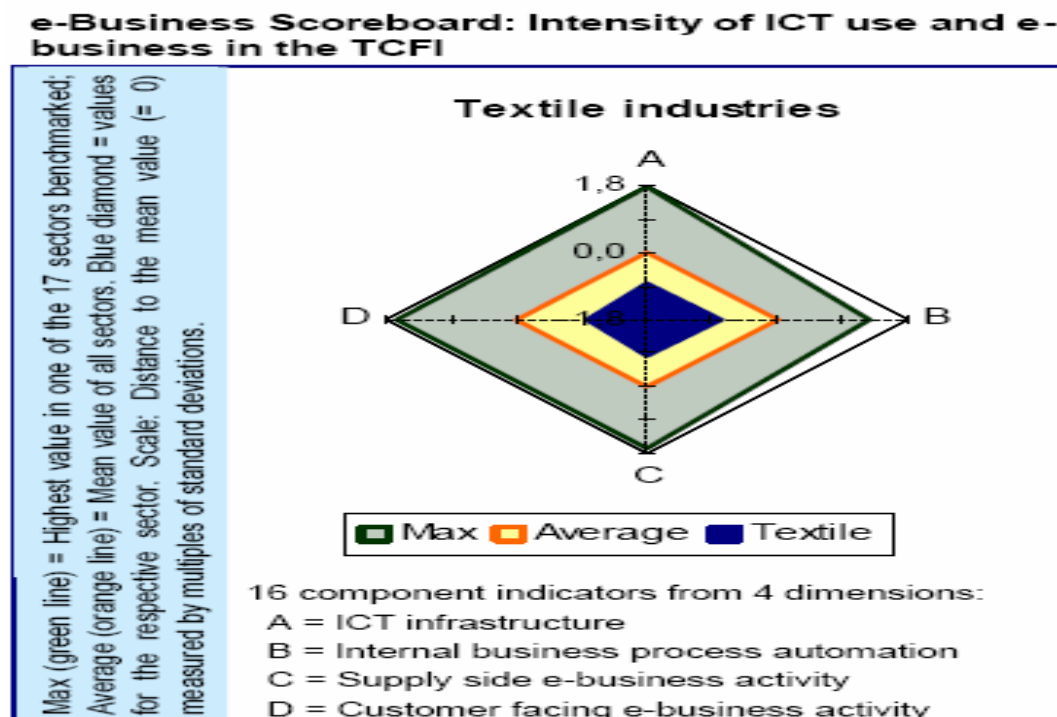 e-Business Scoreboard: Intensity of ICT use and e-
business in the TCFI
Max (green line) = Highest value in one of the 17 sectors benchmarked;
Average (orange line) = Mean value of all sectors. Blue diamond = values
for the respective sector. Scale: Distance to the mean value (= 0)
measured by multiples of standard deviations.
Textile industries
A
1,8
0,0
D
1,8
B
C
Max
Average
Textile
16 component indicators from 4 dimensions:
A = ICT infrastructure
B = Internal business process automation
C = Supply side e-business activity
D = Customer facing e-business activity